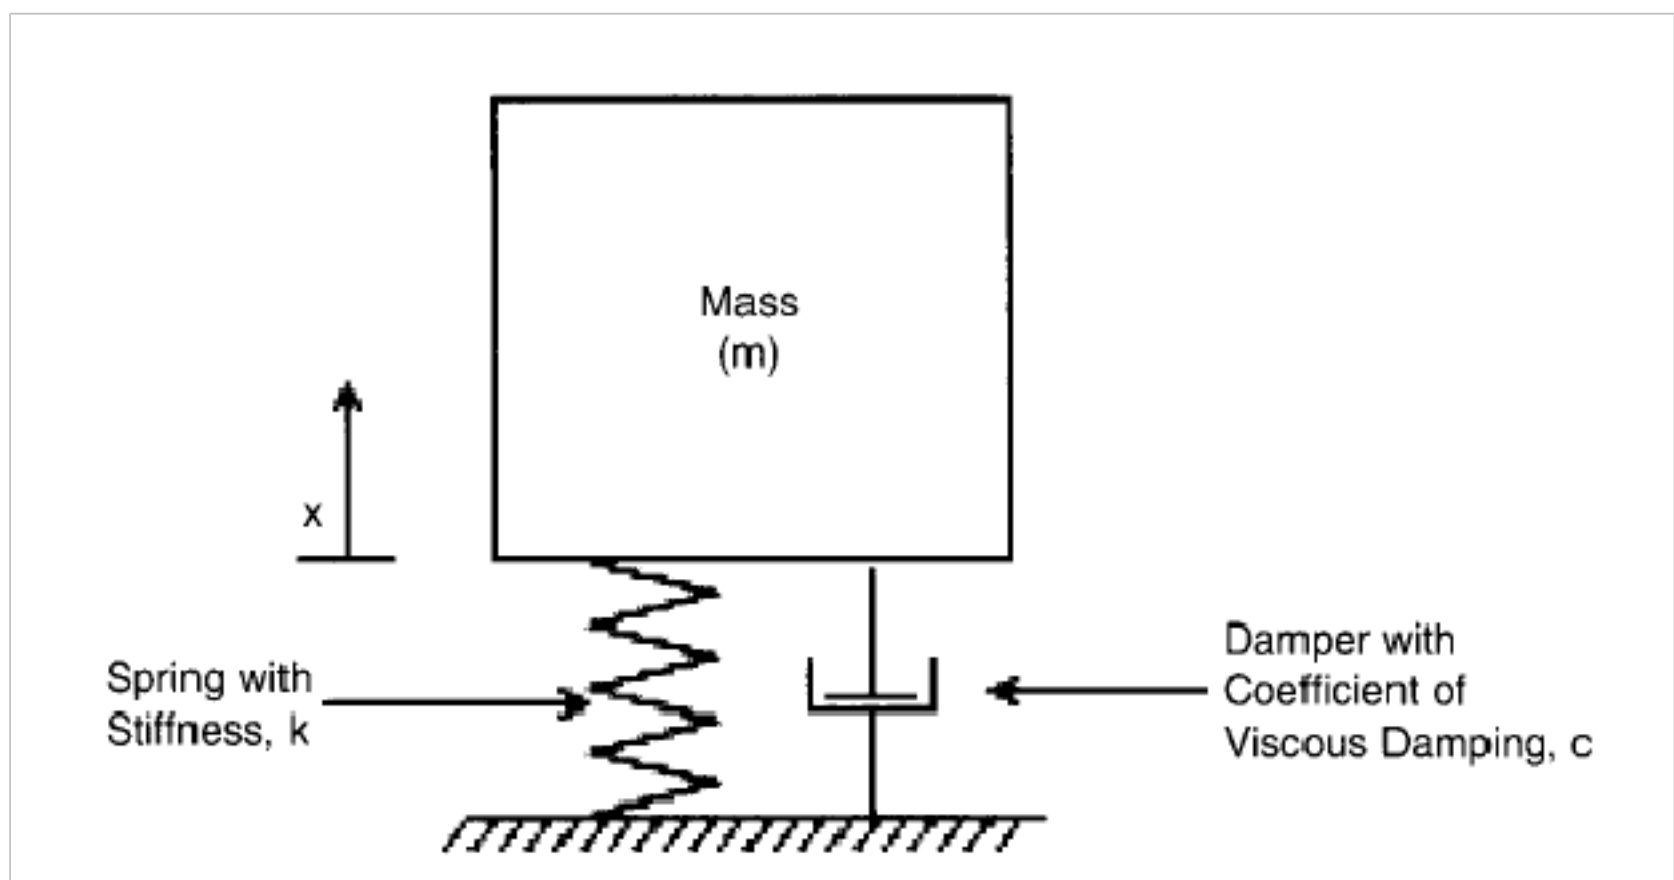 Mass
(m)
x
Spring with
Stiffness, k
Damper with
Coefficient of
Viscous Damping, c